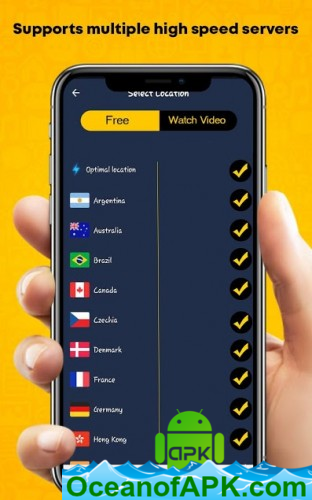 Supports multiple high speed servers
Select Location
Free
Watch Video
Optimal location
Argentina
Australia
Brazil
Canada
Czechia
Denmark
France
Germany
Hong Kong
APK
OceanofAPK.com